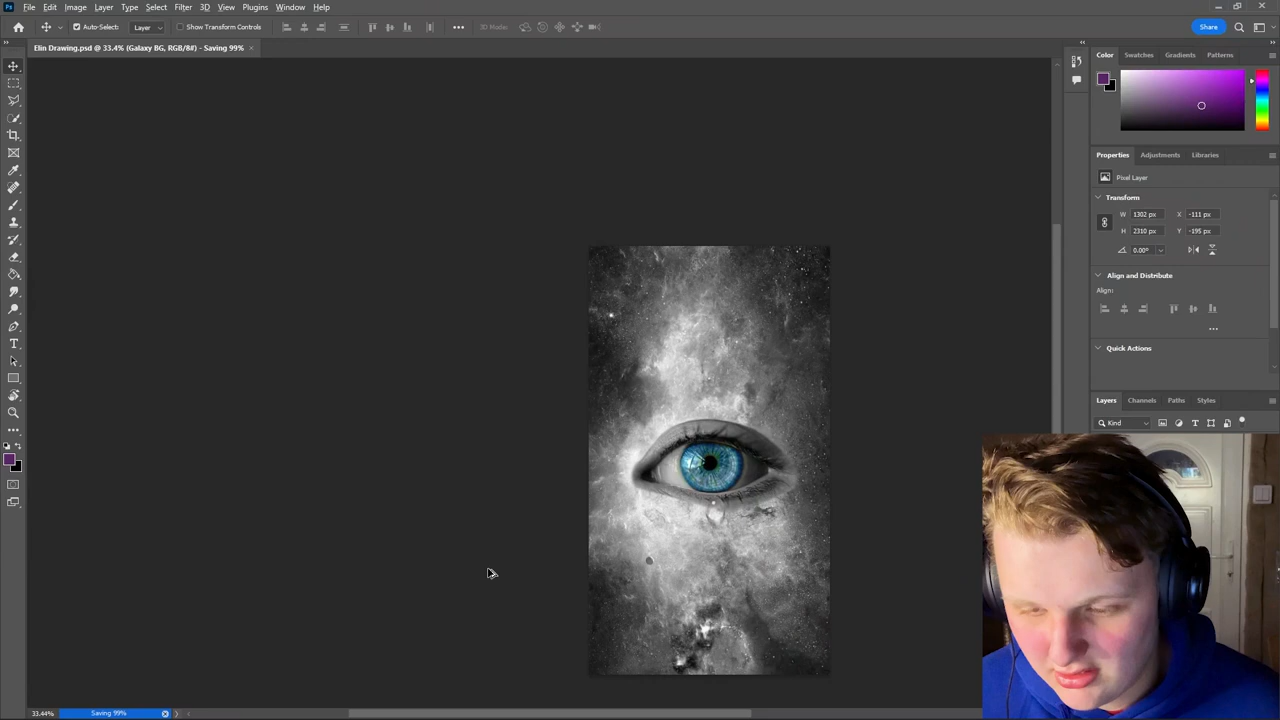 Ps File Edit Image Layer Type Select Filter 3D View Plugins Window Help
Auto-Select: Layer Show Transform Controls 3D Mode: Share
Elin Drawing.psd @ 33.4% (Galaxy BG, RGB/8#) - Saving 99% ×
Color Swatches Gradients Patterns
Properties Adjustments Libraries
Pixel Layer
Transform
W 1302 px X -111 px
H 2310 px Y -195 px
0.00°
Align and Distribute
Align:
Quick Actions
Layers Channels Paths Styles
Kind
33.44% Saving 99%